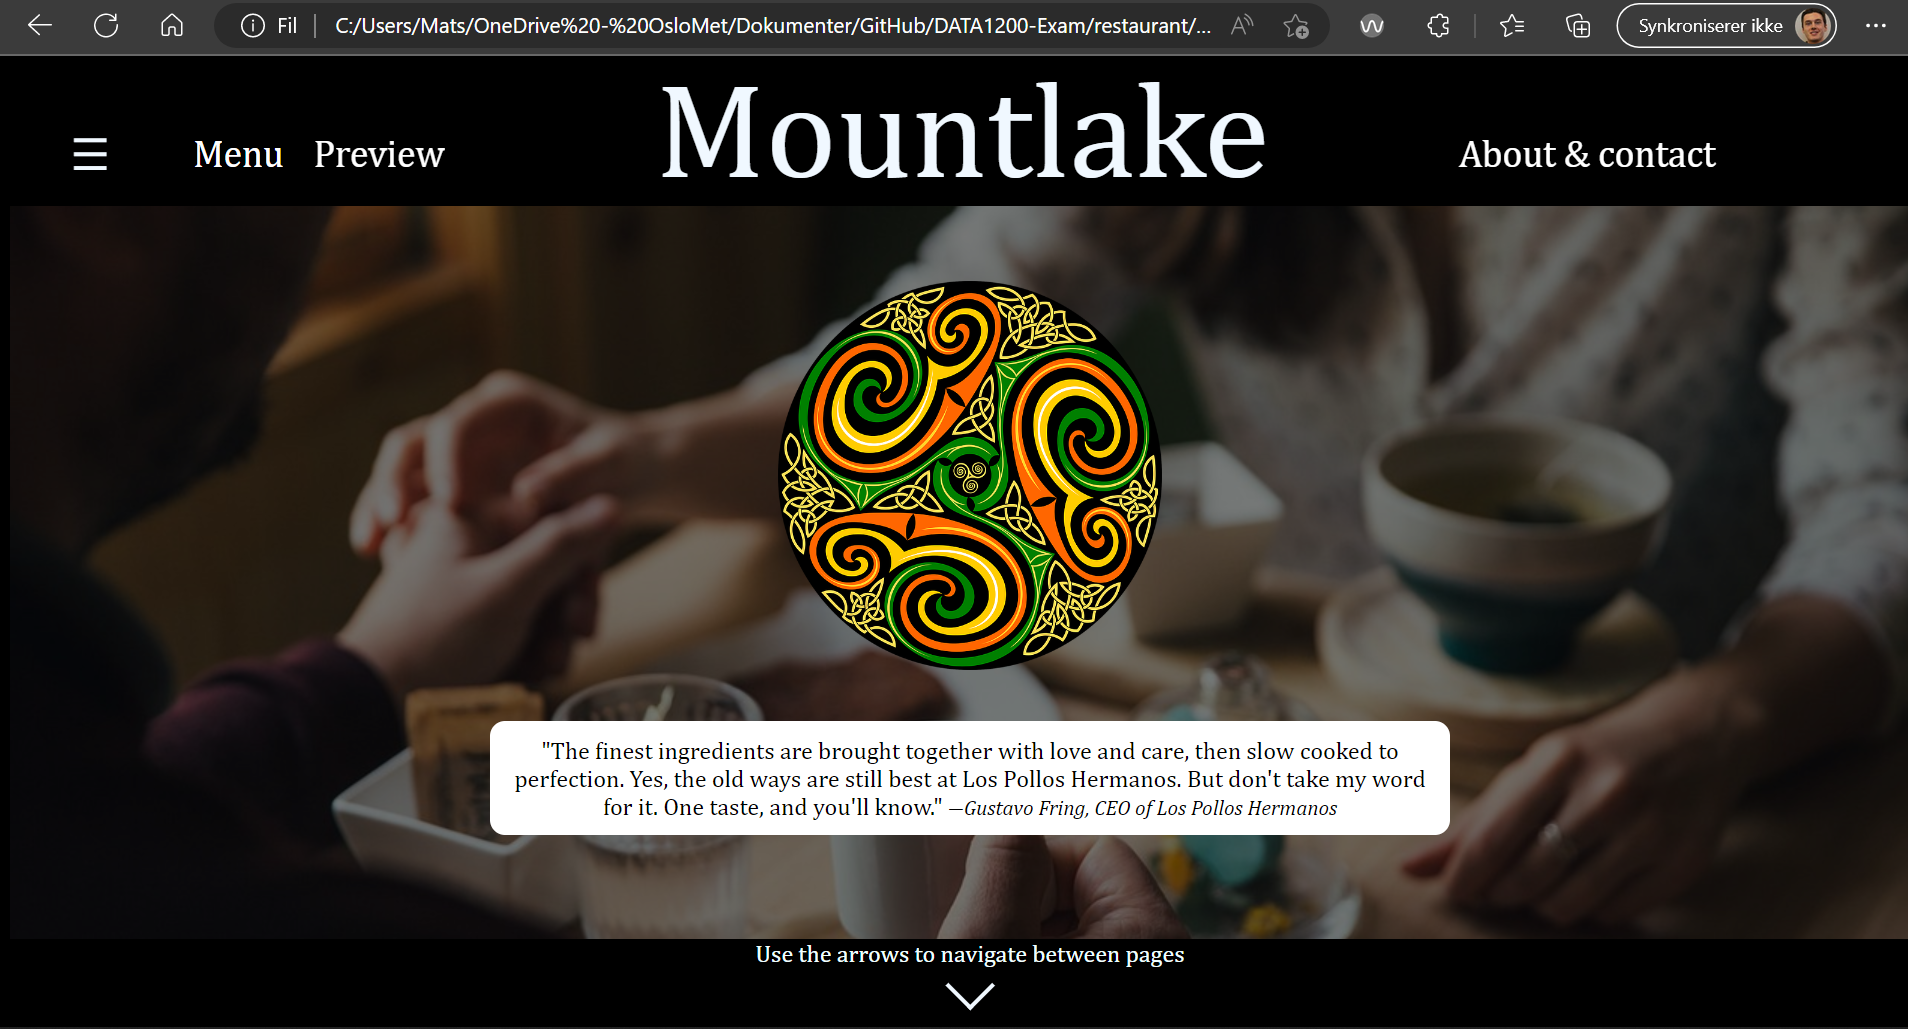 Fil
C:/Users/Mats/OneDrive%20-%20OsloMet/Dokumenter/GitHub/DATA1200-Exam/restaurant/...
Synkroniserer ikke
Mountlake
Menu Preview
About & contact
"The finest ingredients are brought together with love and care, then slow cooked to
perfection. Yes, the old ways are still best at Los Pollos Hermanos. But don't take my word
for it. One taste, and you'll know." —Gustavo Fring, CEO of Los Pollos Hermanos
Use the arrows to navigate between pages